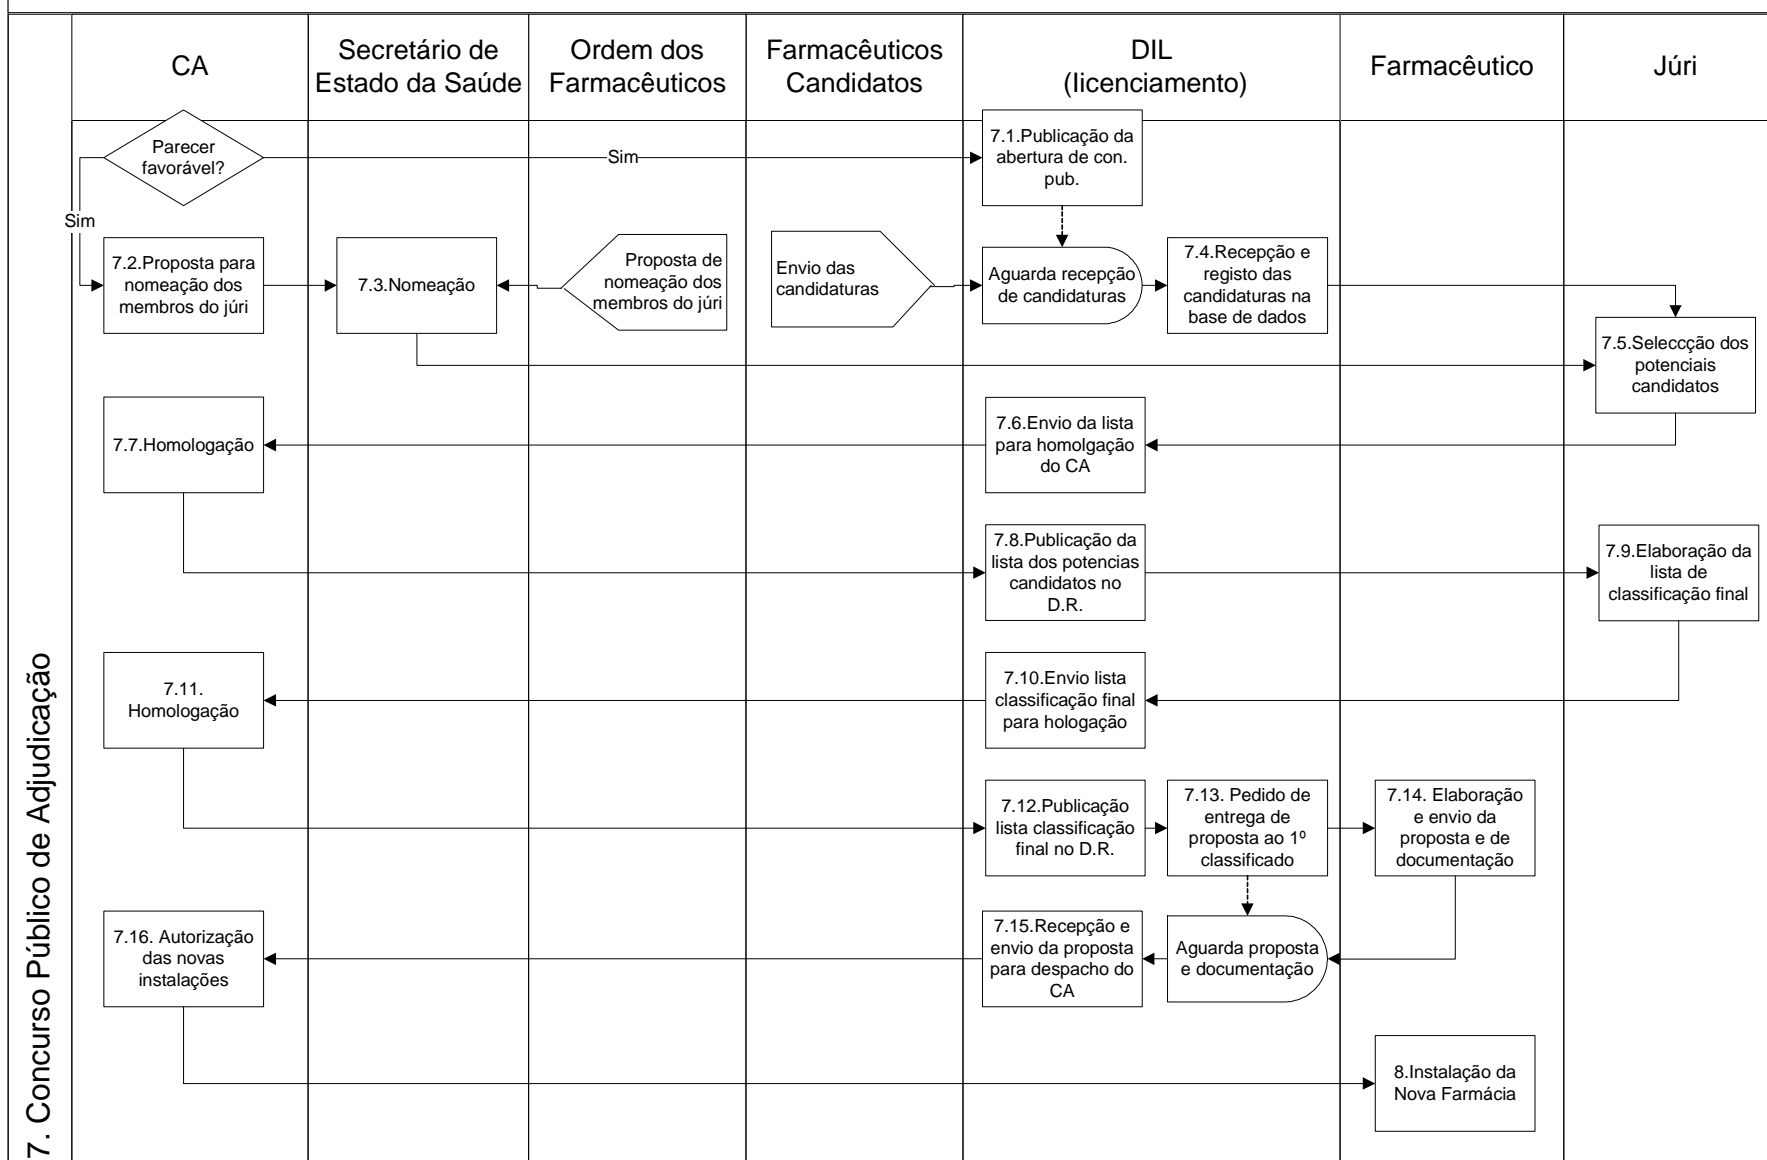 CA
Secretário de
Estado da Saúde
Ordem dos
Farmacêuticos
Farmacêuticos
Candidatos
DIL
(licenciamento)
Farmacêutico
Júri
7. Concurso Público de Adjudicação
Parecer
favorável?
Sim
Sim
7.1.Publicação da
abertura de con.
pub.
7.2.Proposta para
nomeação dos
membros do júri
7.3.Nomeação
Proposta de
nomeação dos
membros do júri
Envio das
candidaturas
Aguarda recepção
de candidaturas
7.4.Recepção e
registo das
candidaturas na
base de dados
7.5.Seleccção dos
potenciais
candidatos
7.7.Homologação
7.6.Envio da lista
para homolgação
do CA
7.8.Publicação da
lista dos potencias
candidatos no
D.R.
7.9.Elaboração da
lista de
classificação final
7.11.
Homologação
7.10.Envio lista
classificação final
para hologação
7.12.Publicação
lista classificação
final no D.R.
7.13. Pedido de
entrega de
proposta ao 1º
classificado
7.14. Elaboração
e envio da
proposta e de
documentação
7.16. Autorização
das novas
instalações
7.15.Recepção e
envio da proposta
para despacho do
CA
Aguarda proposta
e documentação
8.Instalação da
Nova Farmácia